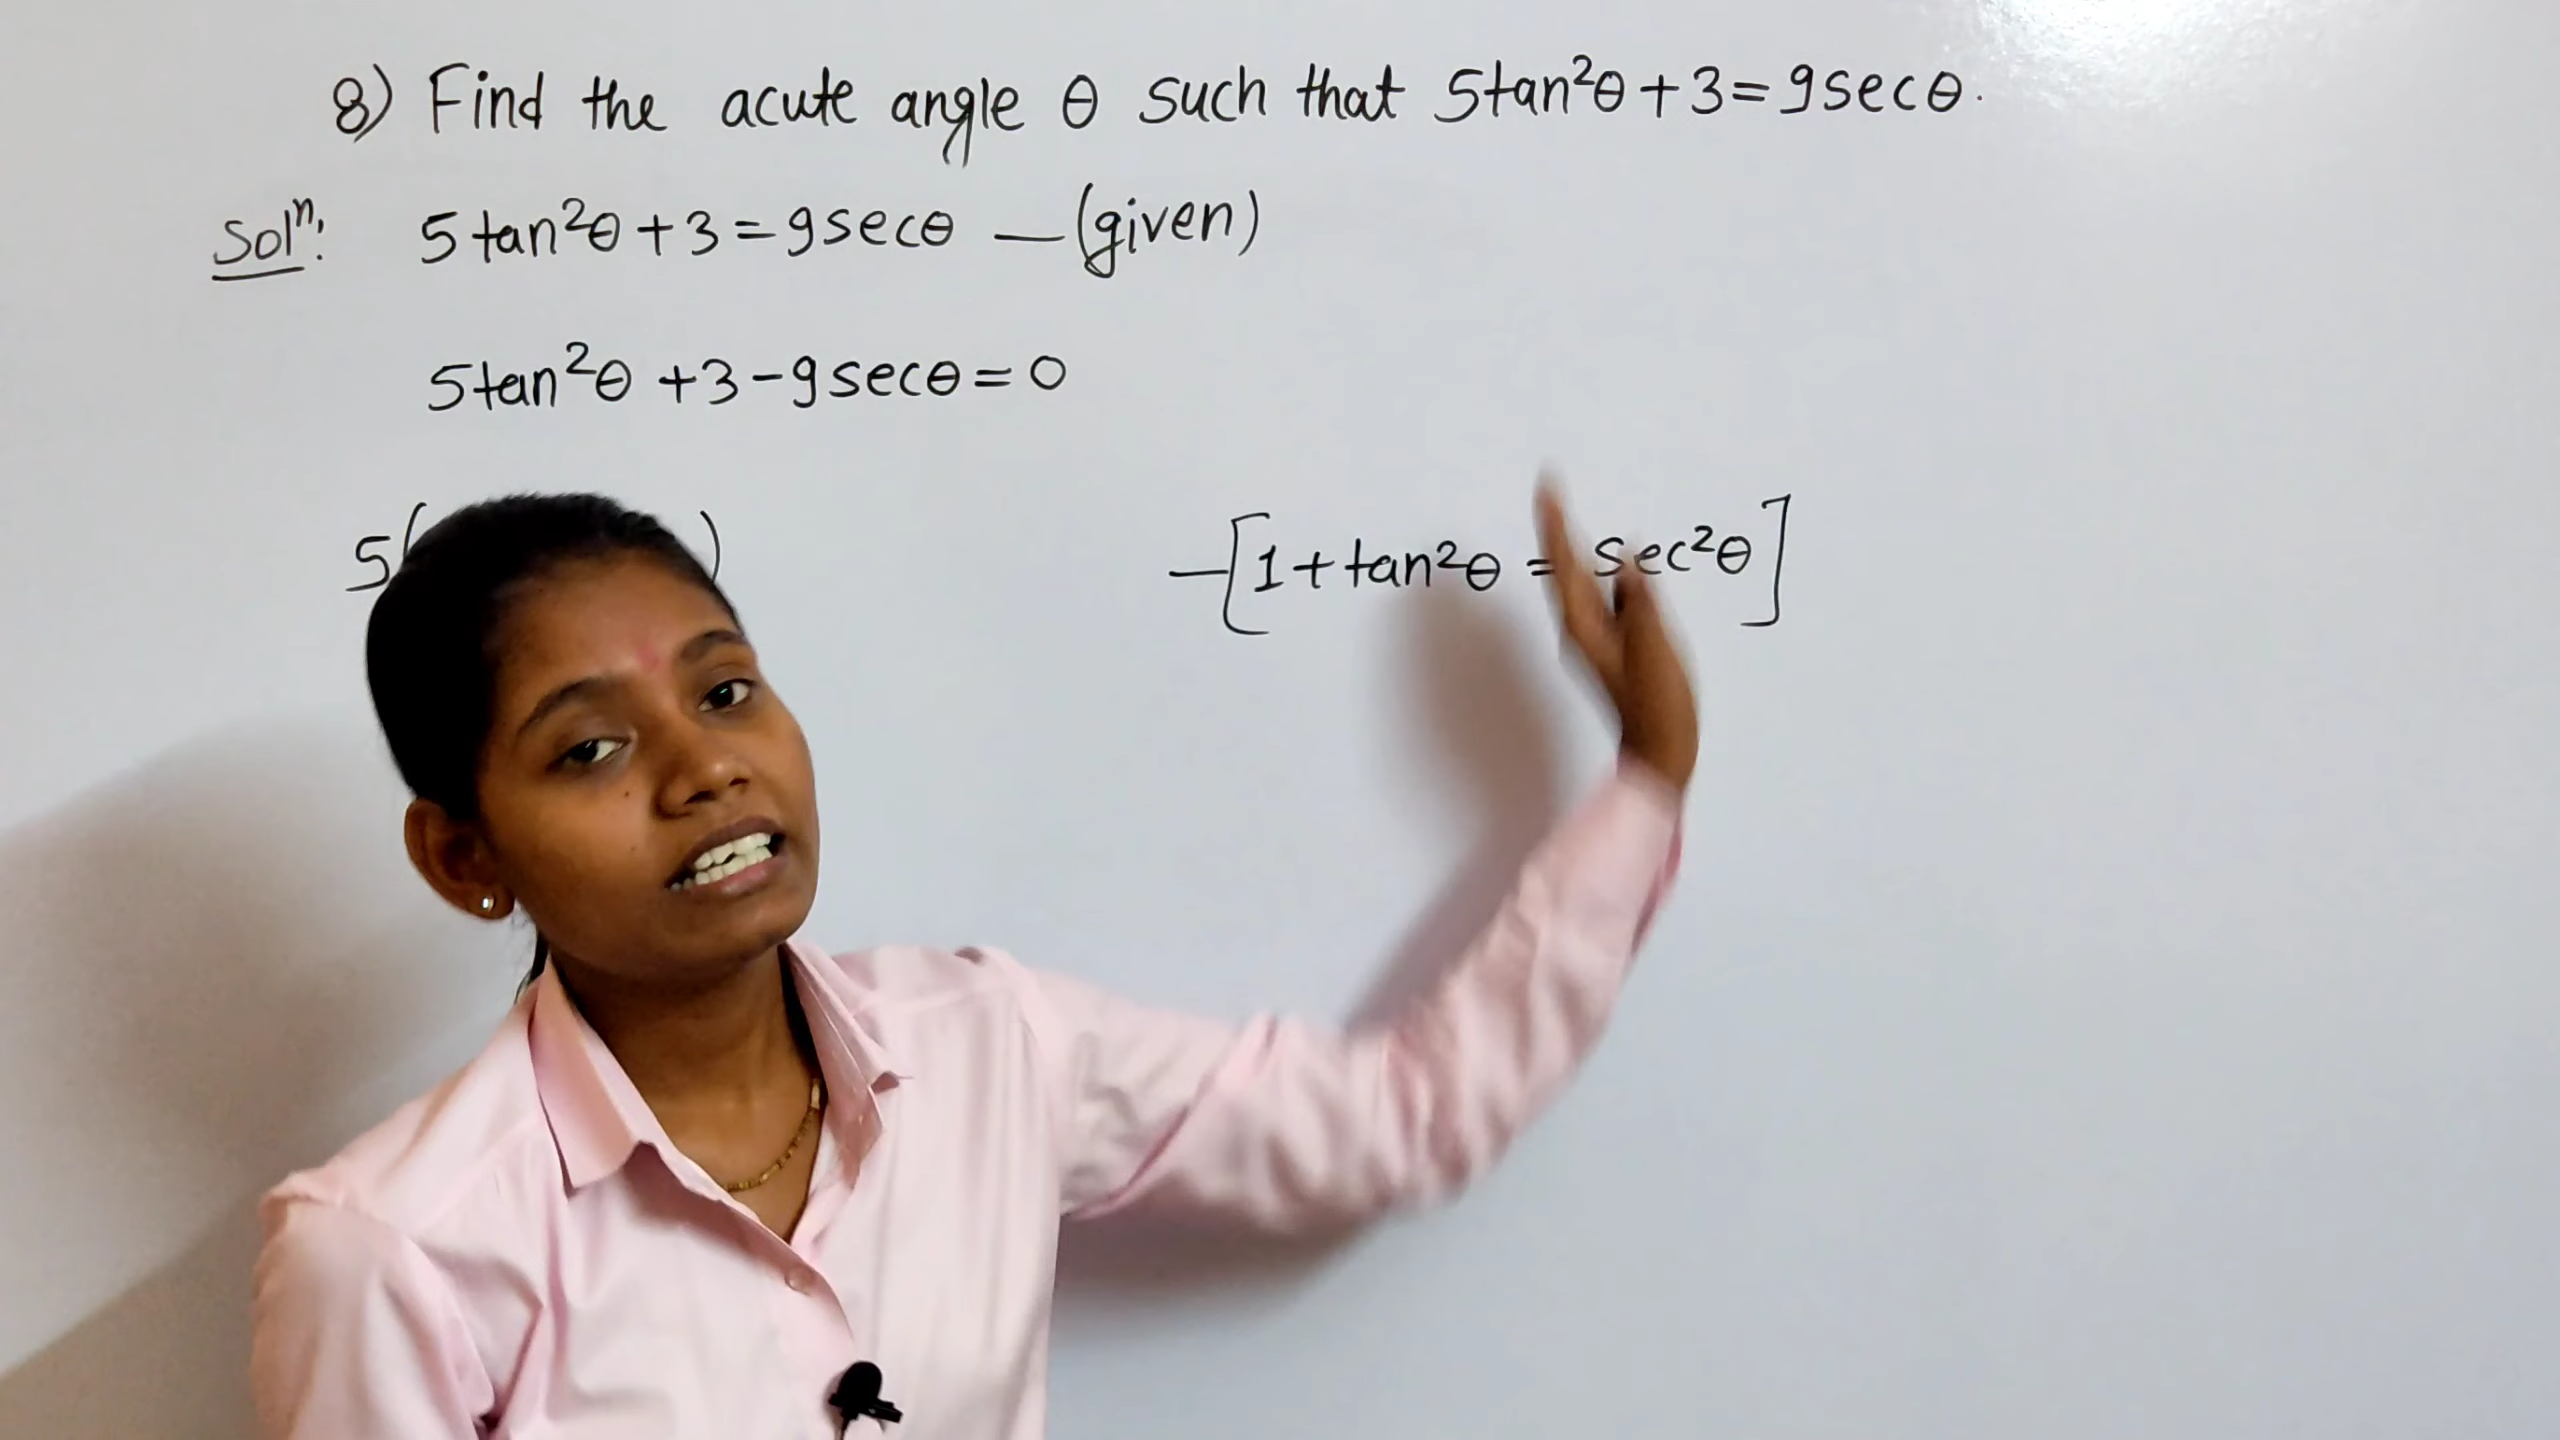 8) Find the acute angle θ such that 5tan²θ+3=9secθ.
Solⁿ: 5tan²θ+3=9secθ —(given)
5tan²θ+3-9secθ=0
5( ) —[1+tan²θ = sec²θ]